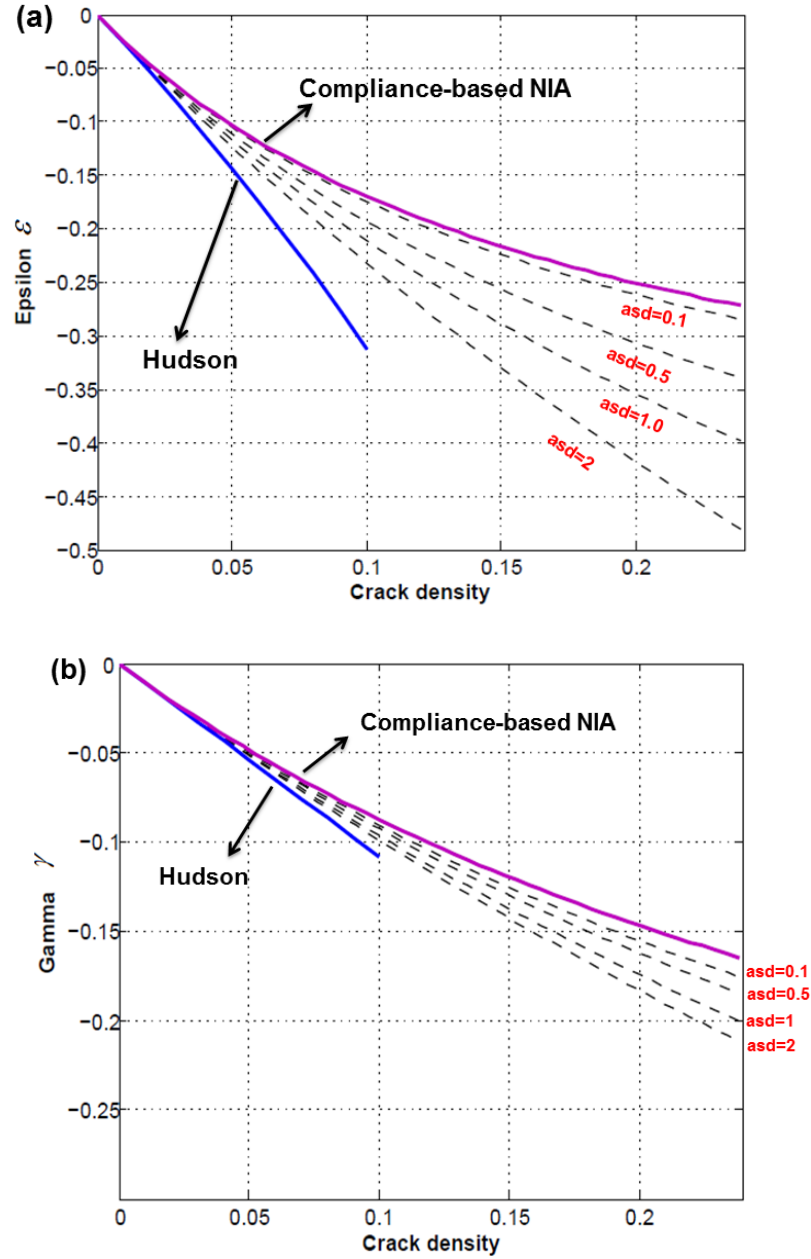 (a)
0
−0.05
−0.1
−0.15
−0.2
−0.25
−0.3
−0.35
−0.4
−0.45
−0.5
Epsilon ε
Compliance-based NIA
Hudson
asd=0.1
asd=0.5
asd=1.0
asd=2
0 0.05 0.1 0.15 0.2
Crack density
(b)
0
−0.05
−0.1
−0.15
−0.2
−0.25
Gamma γ
Compliance-based NIA
Hudson
asd=0.1
asd=0.5
asd=1
asd=2
0 0.05 0.1 0.15 0.2
Crack density